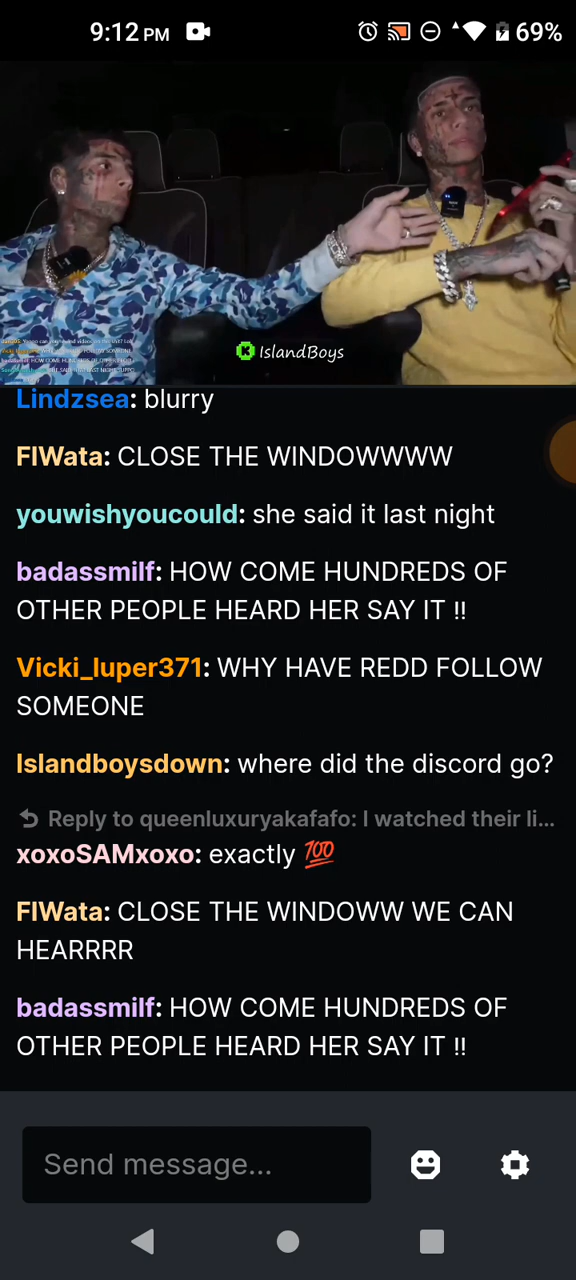 9:12 PM
69%
IslandBoys
Lindzsea: blurry
FIWata: CLOSE THE WINDOWWWW
youwishyoucould: she said it last night
badassmilf: HOW COME HUNDREDS OF
OTHER PEOPLE HEARD HER SAY IT !!
Vicki_luper371: WHY HAVE REDD FOLLOW
SOMEONE
Islandboysdown: where did the discord go?
Reply to queenluxuryakafafo: I watched their li...
xoxoSAMxoxo: exactly 💯
FIWata: CLOSE THE WINDOWW WE CAN
HEARRRR
badassmilf: HOW COME HUNDREDS OF
OTHER PEOPLE HEARD HER SAY IT !!
Send message...